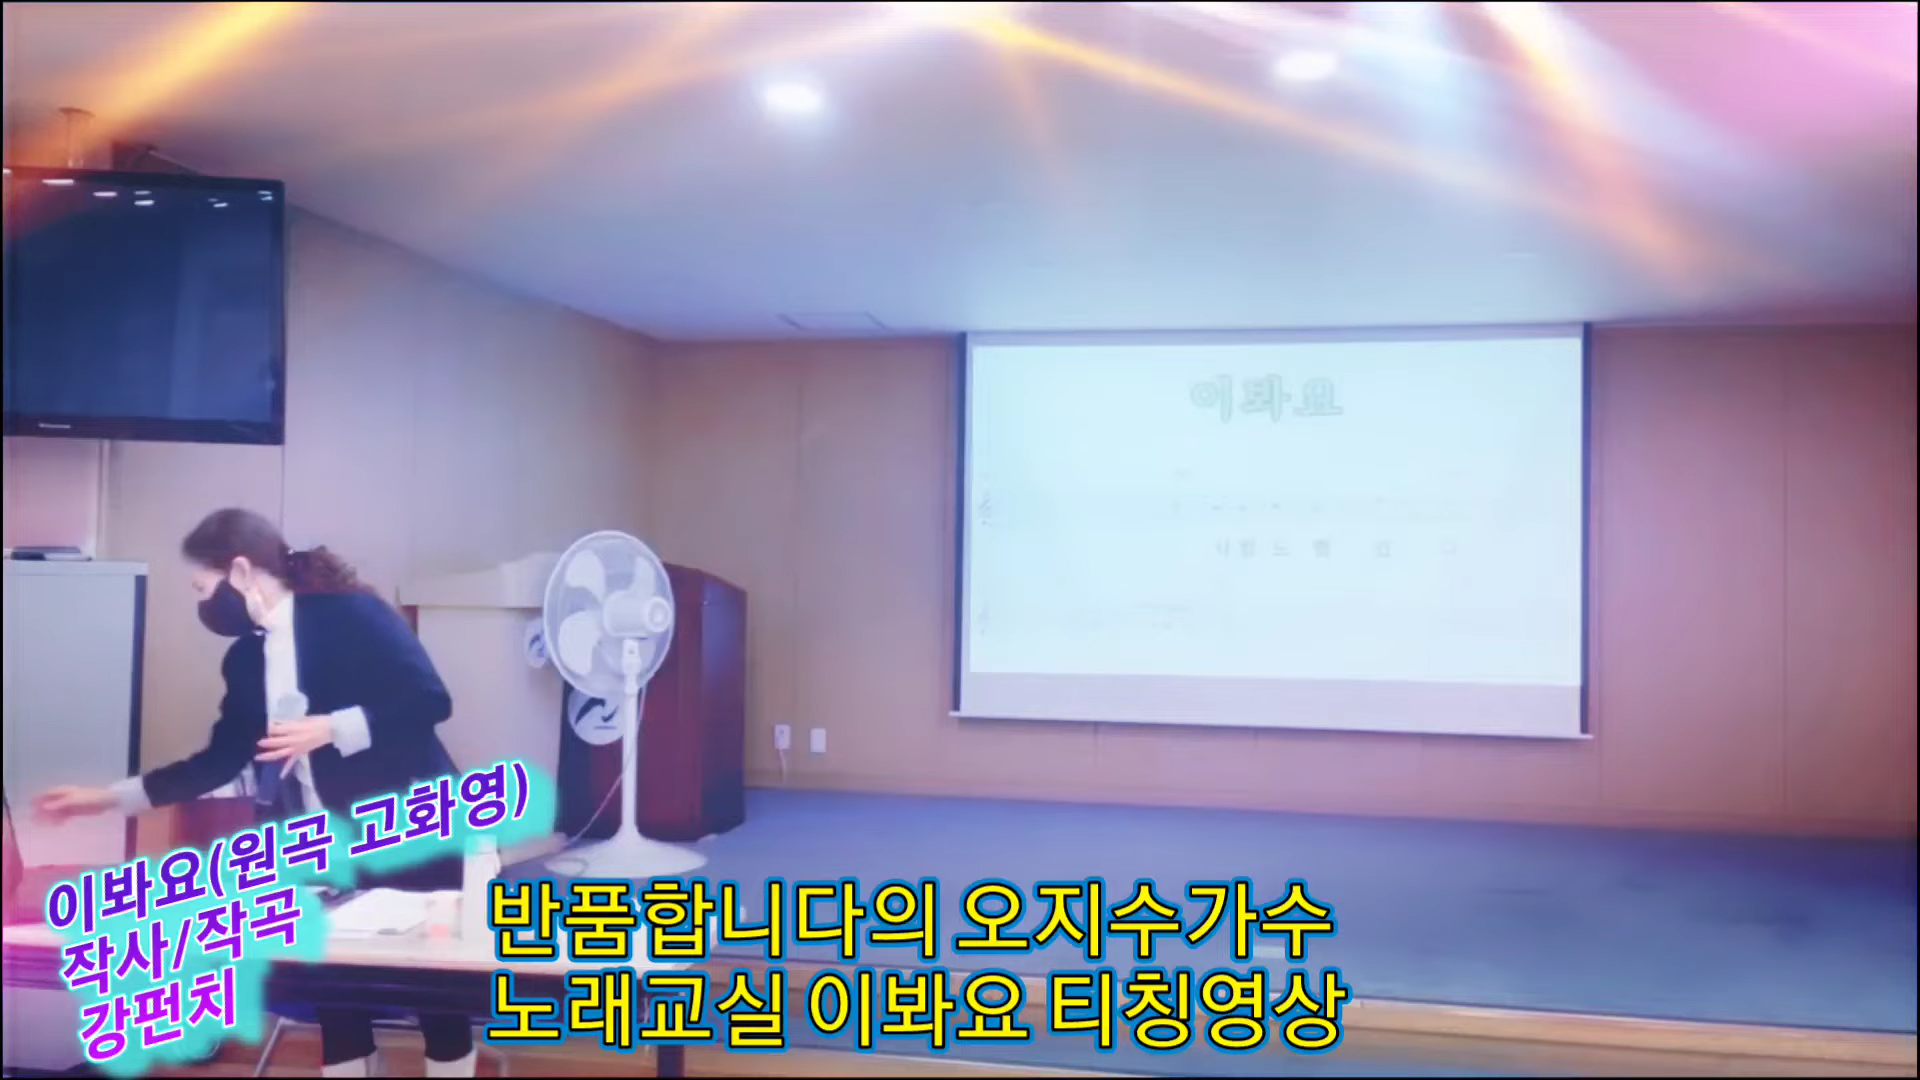 이봐요
이봐요(원곡 고화영)
작사/작곡
강펀치
반품합니다의 오지수가수
노래교실 이봐요 티칭영상